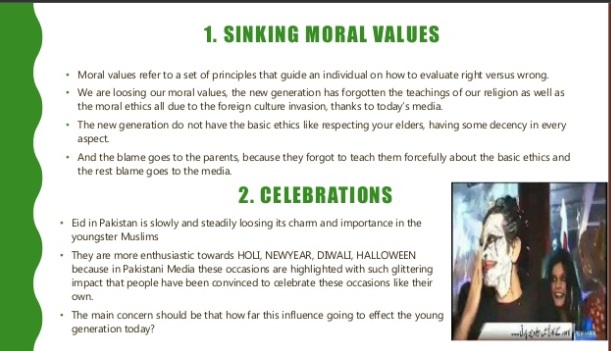 1. SINKING MORAL VALUES
• Moral values refer to a set of principles that guide an individual on how to evaluate right versus wrong.
• We are loosing our moral values, the new generation has forgotten the teachings of our religion as well as
the moral ethics all due to the foreign culture invasion, thanks to today's media.
• The new generation do not have the basic ethics like respecting your elders, having some decency in every
aspect.
• And the blame goes to the parents, because they forgot to teach them forcefully about the basic ethics and
the rest blame goes to the media.
2. CELEBRATIONS
• Eid in Pakistan is slowly and steadily loosing its charm and importance in the
youngster Muslims
• They are more enthusiastic towards HOLI, NEWYEAR, DIWALI, HALLOWEEN
because in Pakistani Media these occasions are highlighted with such glittering
impact that people have been convinced to celebrate these occasions like their
own.
• The main concern should be that how far this influence going to effect the young
generation today?